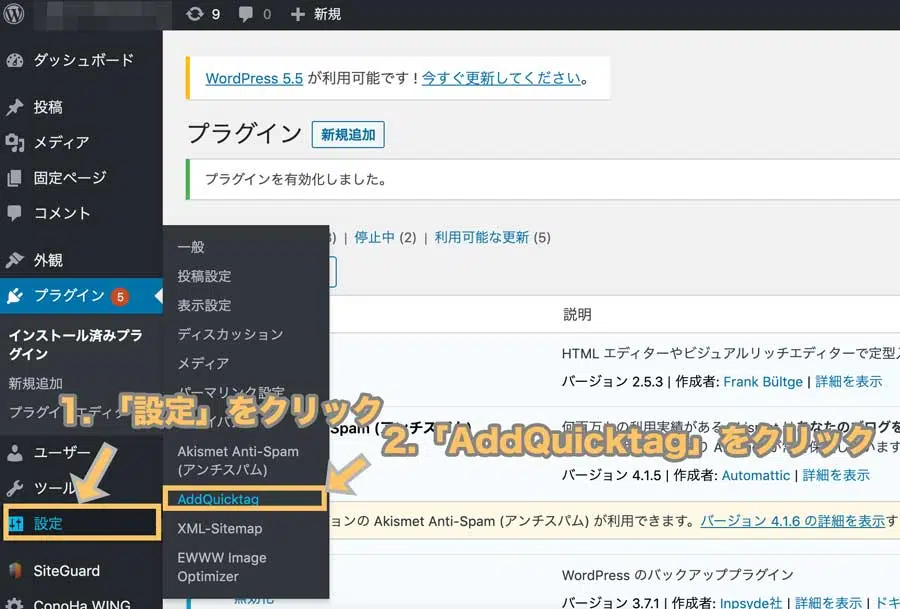 9 0 新規
ダッシュボード
投稿
メディア
固定ページ
コメント
外観
プラグイン 5
インストール済みプラ
グイン
新規追加
プラグインエディタ
ユーザー
ツール
設定
SiteGuard
ConoHa WING
WordPress 5.5 が利用可能です ! 今すぐ更新してください。
プラグイン 新規追加
プラグインを有効化しました。
| 停止中 (2) | 利用可能な更新 (5)
一般
投稿設定
表示設定
ディスカッション
メディア
パーマリンク設定
Akismet Anti-Spam
(アンチスパム)
AddQuicktag
XML-Sitemap
EWWW Image
Optimizer
1. 「設定」をクリック
2.「AddQuicktag」をクリック
説明
HTML エディターやビジュアルリッチエディターで定型
バージョン 2.5.3 | 作成者: Frank Bültge | 詳細を表示
Spam (アンチスパム)
何百万もの利用実績がある あなたのブログを
バージョン 4.1.5 | 作成者: Automattic | 詳細を表示
ョンの Akismet Anti-Spam (アンチスパム) が利用できます。バージョン 4.1.6 の詳細を表示す
WordPress のバックアッププラグイン
バージョン 3.7.1 | 作成者: Inpsyde社 | 詳細を表示 | ドキ
無効化